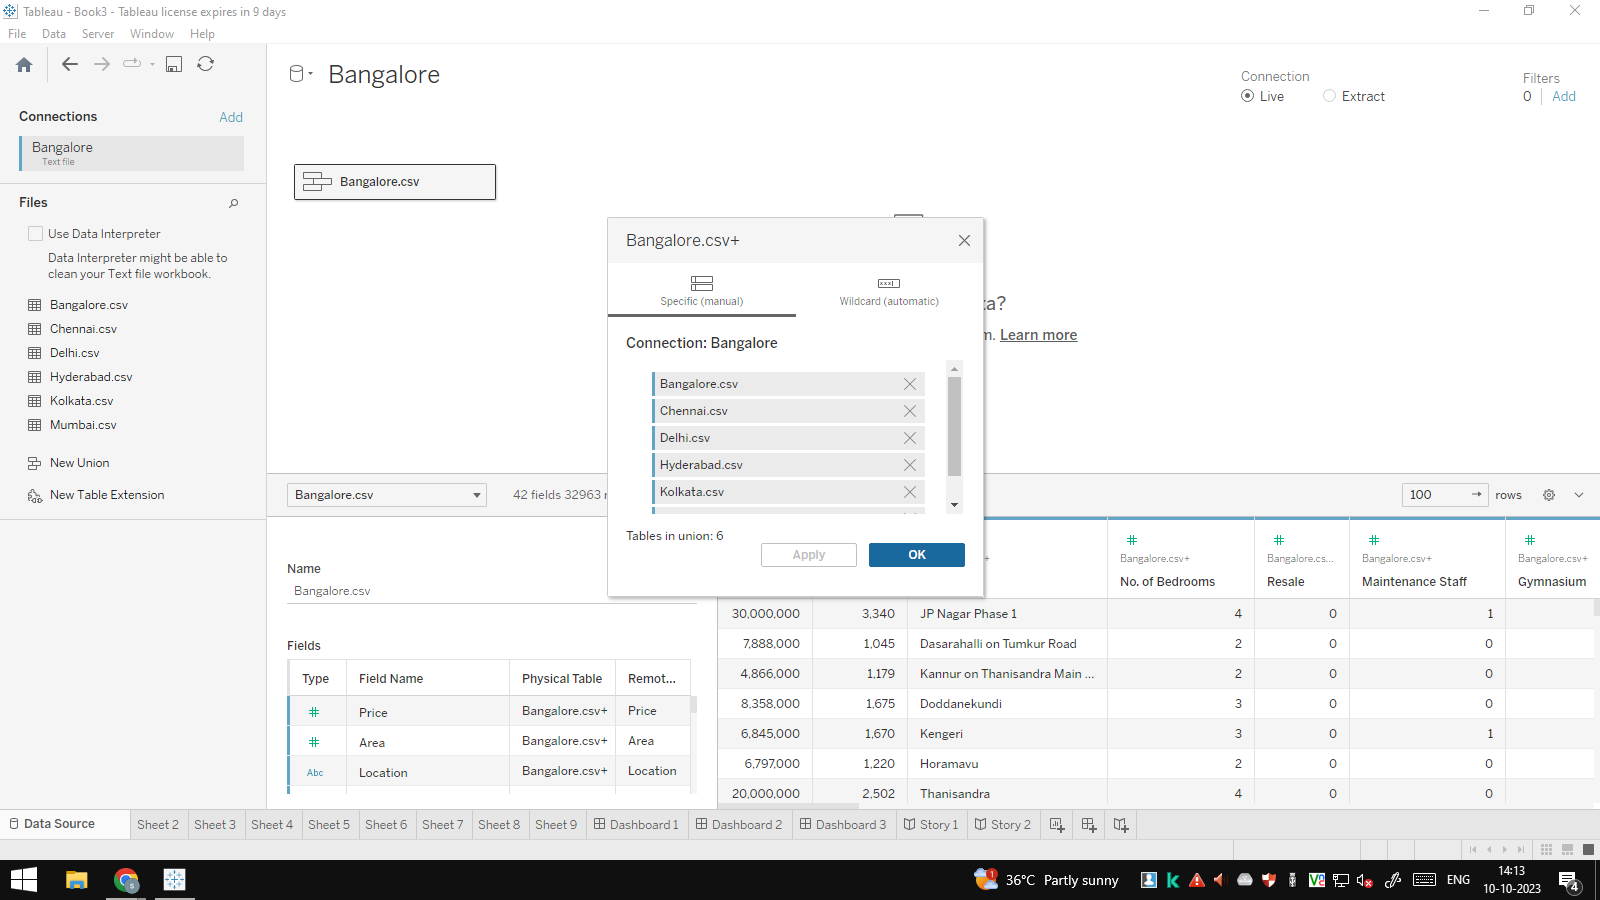 Tableau - Book3 - Tableau license expires in 9 days
File Data Server Window Help
Connections Add
Bangalore
Text file
Files
Use Data Interpreter
Data Interpreter might be able to
clean your Text file workbook.
Bangalore.csv
Chennai.csv
Delhi.csv
Hyderabad.csv
Kolkata.csv
Mumbai.csv
New Union
New Table Extension
Bangalore
Connection
Live Extract
Filters
0 Add
Bangalore.csv
Learn more
Bangalore.csv+
Specific (manual) Wildcard (automatic)
Connection: Bangalore
Bangalore.csv
Chennai.csv
Delhi.csv
Hyderabad.csv
Kolkata.csv
Tables in union: 6
Apply OK
Bangalore.csv 42 fields 32963
100 rows
Name
Bangalore.csv
Fields
Type Field Name Physical Table Remot...
Price Bangalore.csv+ Price
Area Bangalore.csv+ Area
Abc Location Bangalore.csv+ Location
Bangalore.csv+ Bangalore.cs... Bangalore.csv+ Bangalore.csv+
No. of Bedrooms Resale Maintenance Staff Gymnasium
30,000,000 3,340 JP Nagar Phase 1 4 0 1
7,888,000 1,045 Dasarahalli on Tumkur Road 2 0 0
4,866,000 1,179 Kannur on Thanisandra Main ... 2 0 0
8,358,000 1,675 Doddanekundi 3 0 0
6,845,000 1,670 Kengeri 3 0 1
6,797,000 1,220 Horamavu 2 0 0
20,000,000 2,502 Thanisandra 4 0 0
Data Source Sheet 2 Sheet 3 Sheet 4 Sheet 5 Sheet 6 Sheet 7 Sheet 8 Sheet 9 Dashboard 1 Dashboard 2 Dashboard 3 Story 1 Story 2
36°C Partly sunny ENG 14:13
10-10-2023
4